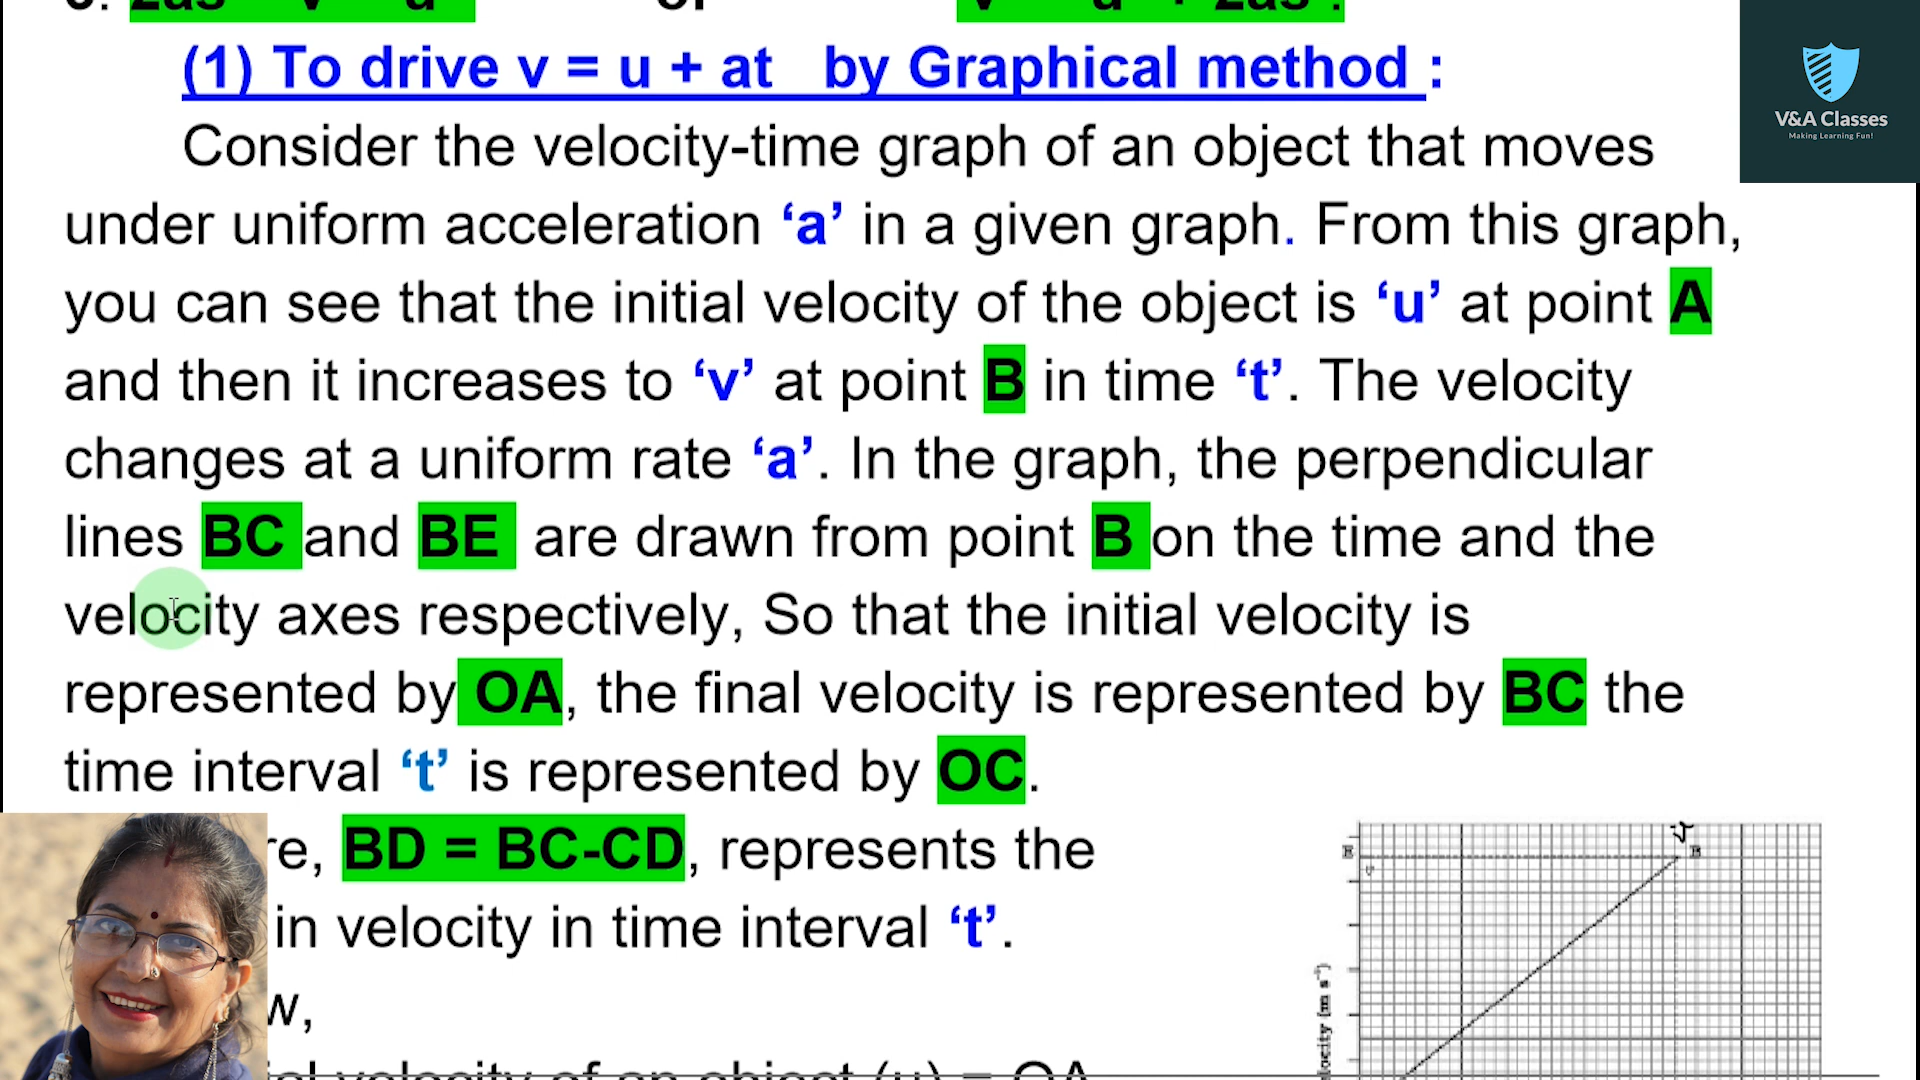 (1) To drive v = u + at by Graphical method :
V&A Classes
Making Learning Fun!
Consider the velocity-time graph of an object that moves
under uniform acceleration ‘a’ in a given graph. From this graph,
you can see that the initial velocity of the object is ‘u’ at point A
and then it increases to ‘v’ at point B in time ‘t’. The velocity
changes at a uniform rate ‘a’. In the graph, the perpendicular
lines BC and BE are drawn from point B on the time and the
velocity axes respectively, So that the initial velocity is
represented by OA, the final velocity is represented by BC the
time interval ‘t’ is represented by OC.
re, BD = BC-CD, represents the
in velocity in time interval ‘t’.
w,
E
B
ocity (m s⁻¹)